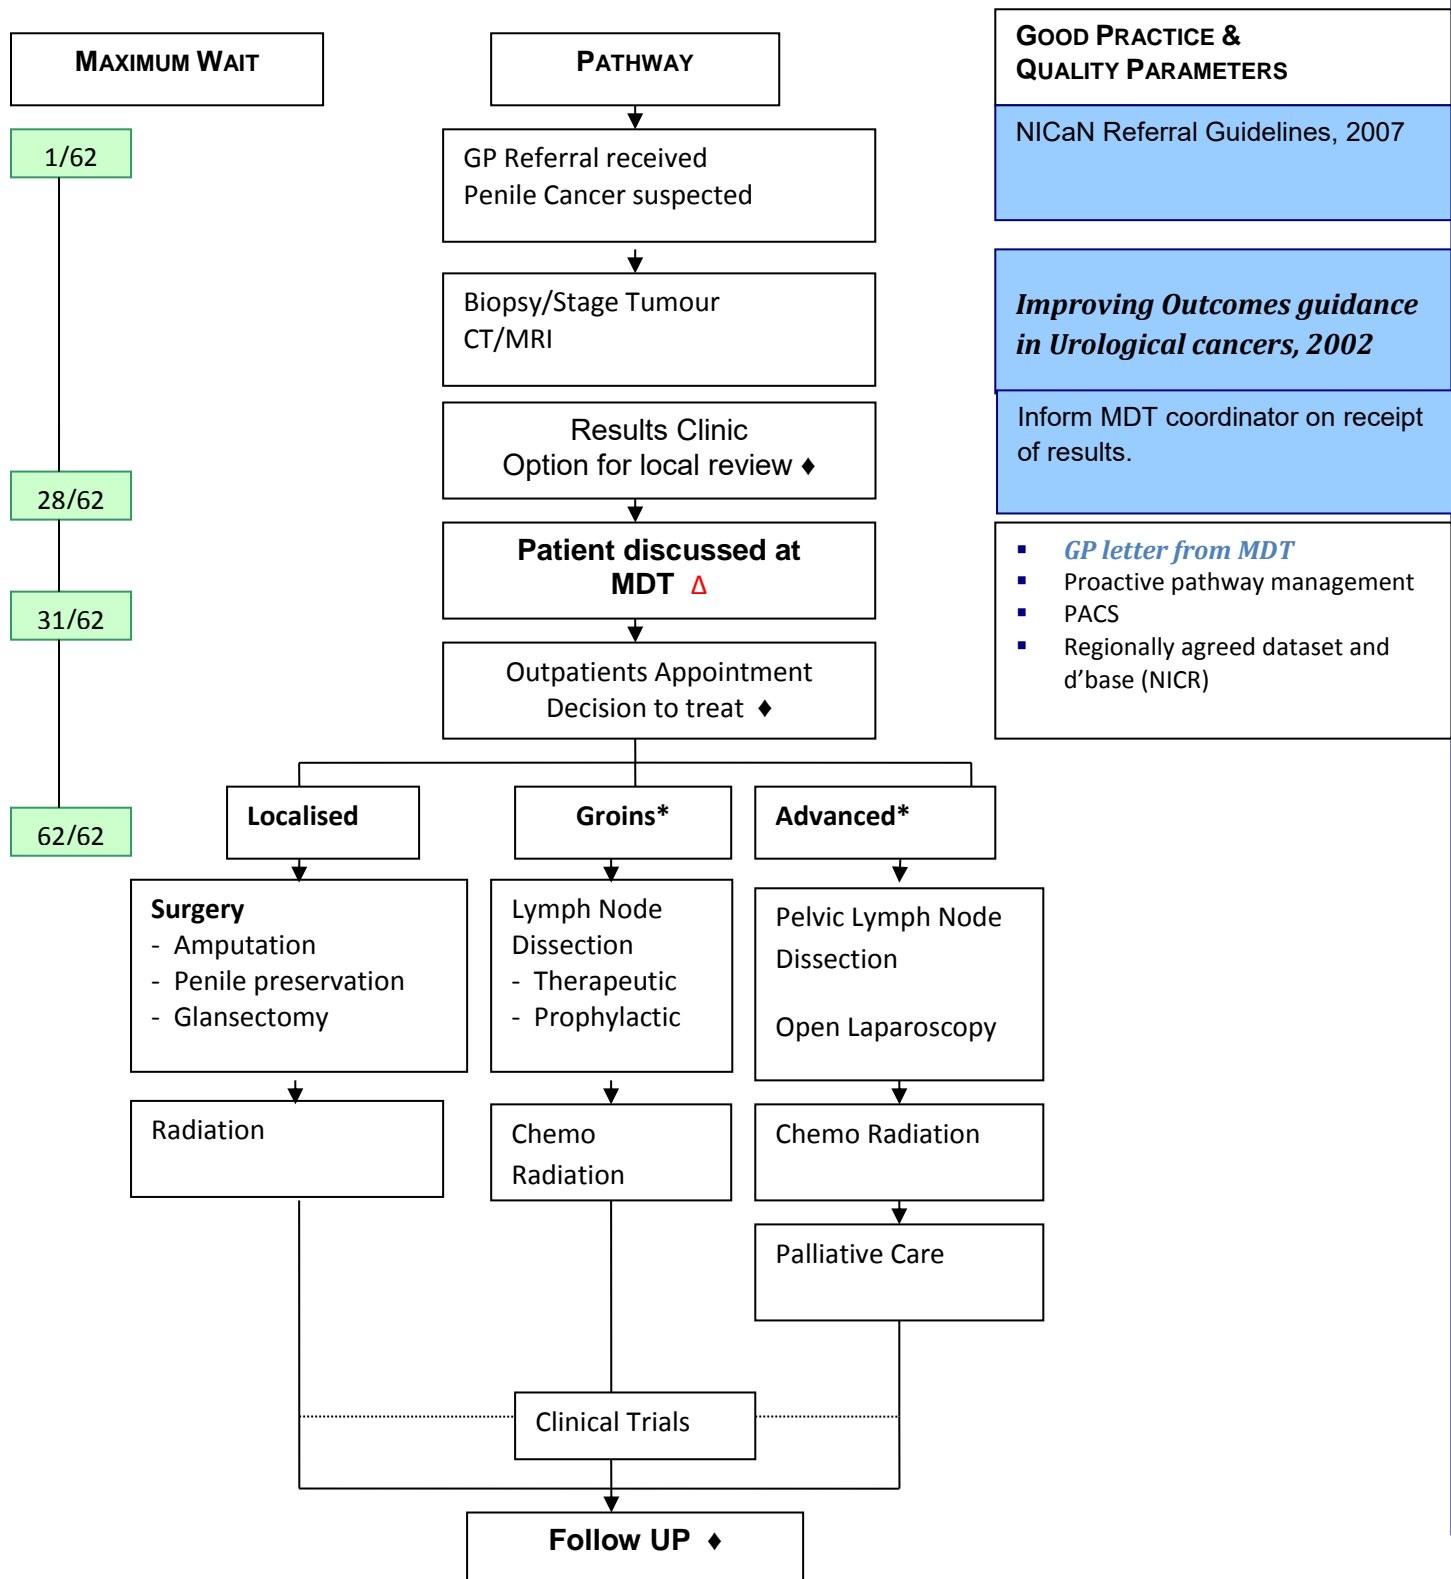 MAXIMUM WAIT
PATHWAY
GOOD PRACTICE &
QUALITY PARAMETERS
1/62
GP Referral received
Penile Cancer suspected
NICaN Referral Guidelines, 2007
Biopsy/Stage Tumour
CT/MRI
Improving Outcomes guidance
in Urological cancers, 2002
Results Clinic
Option for local review ♦
Inform MDT coordinator on receipt
of results.
28/62
Patient discussed at
MDT Δ
▪ GP letter from MDT
▪ Proactive pathway management
▪ PACS
▪ Regionally agreed dataset and
d'base (NICR)
31/62
Outpatients Appointment
Decision to treat ♦
62/62
Localised
Groins*
Advanced*
Surgery
- Amputation
- Penile preservation
- Glansectomy
Lymph Node
Dissection
- Therapeutic
- Prophylactic
Pelvic Lymph Node
Dissection
Open Laparoscopy
Radiation
Chemo
Radiation
Chemo Radiation
Palliative Care
Clinical Trials
Follow UP ♦